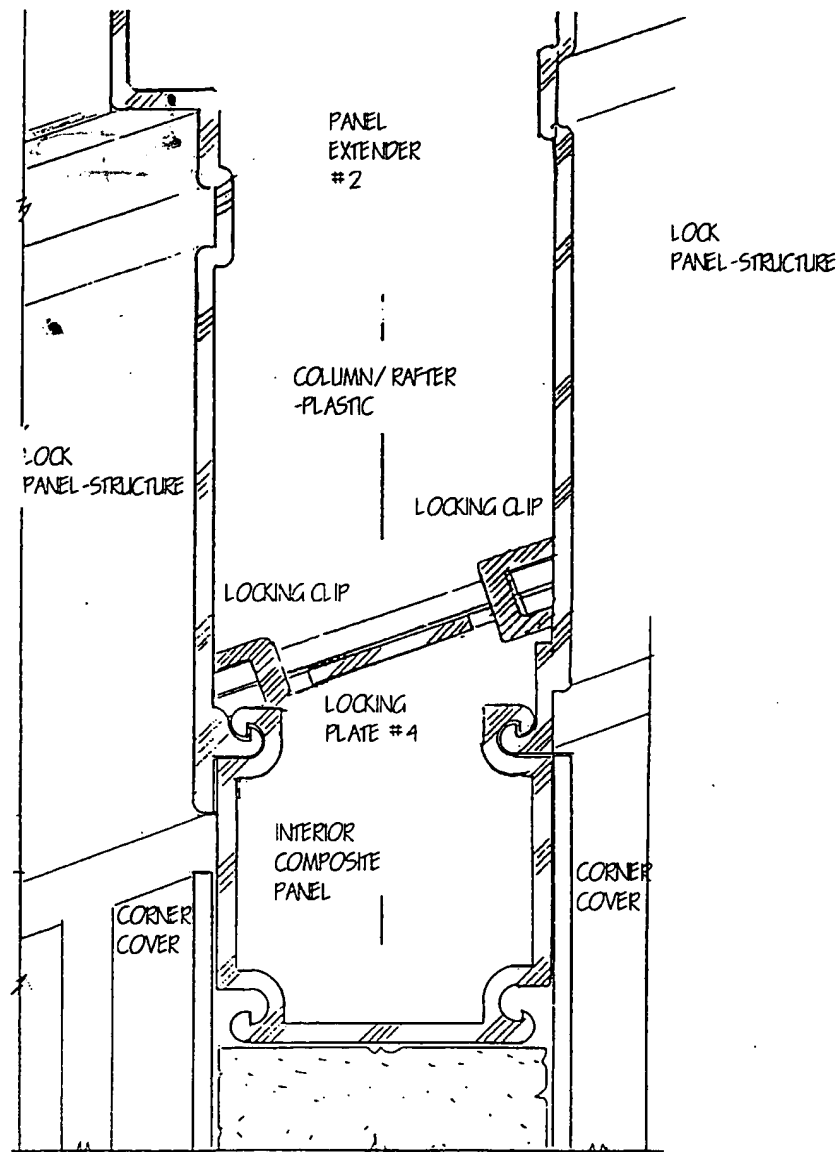 PANEL
EXTENDER
#2
LOCK
PANEL-STRUCTURE
COLUMN/RAFTER
-PLASTIC
LOCK
PANEL-STRUCTURE
LOCKING CLIP
LOCKING CLIP
LOCKING
PLATE #4
INTERIOR
COMPOSITE
PANEL
CORNER
COVER
CORNER
COVER